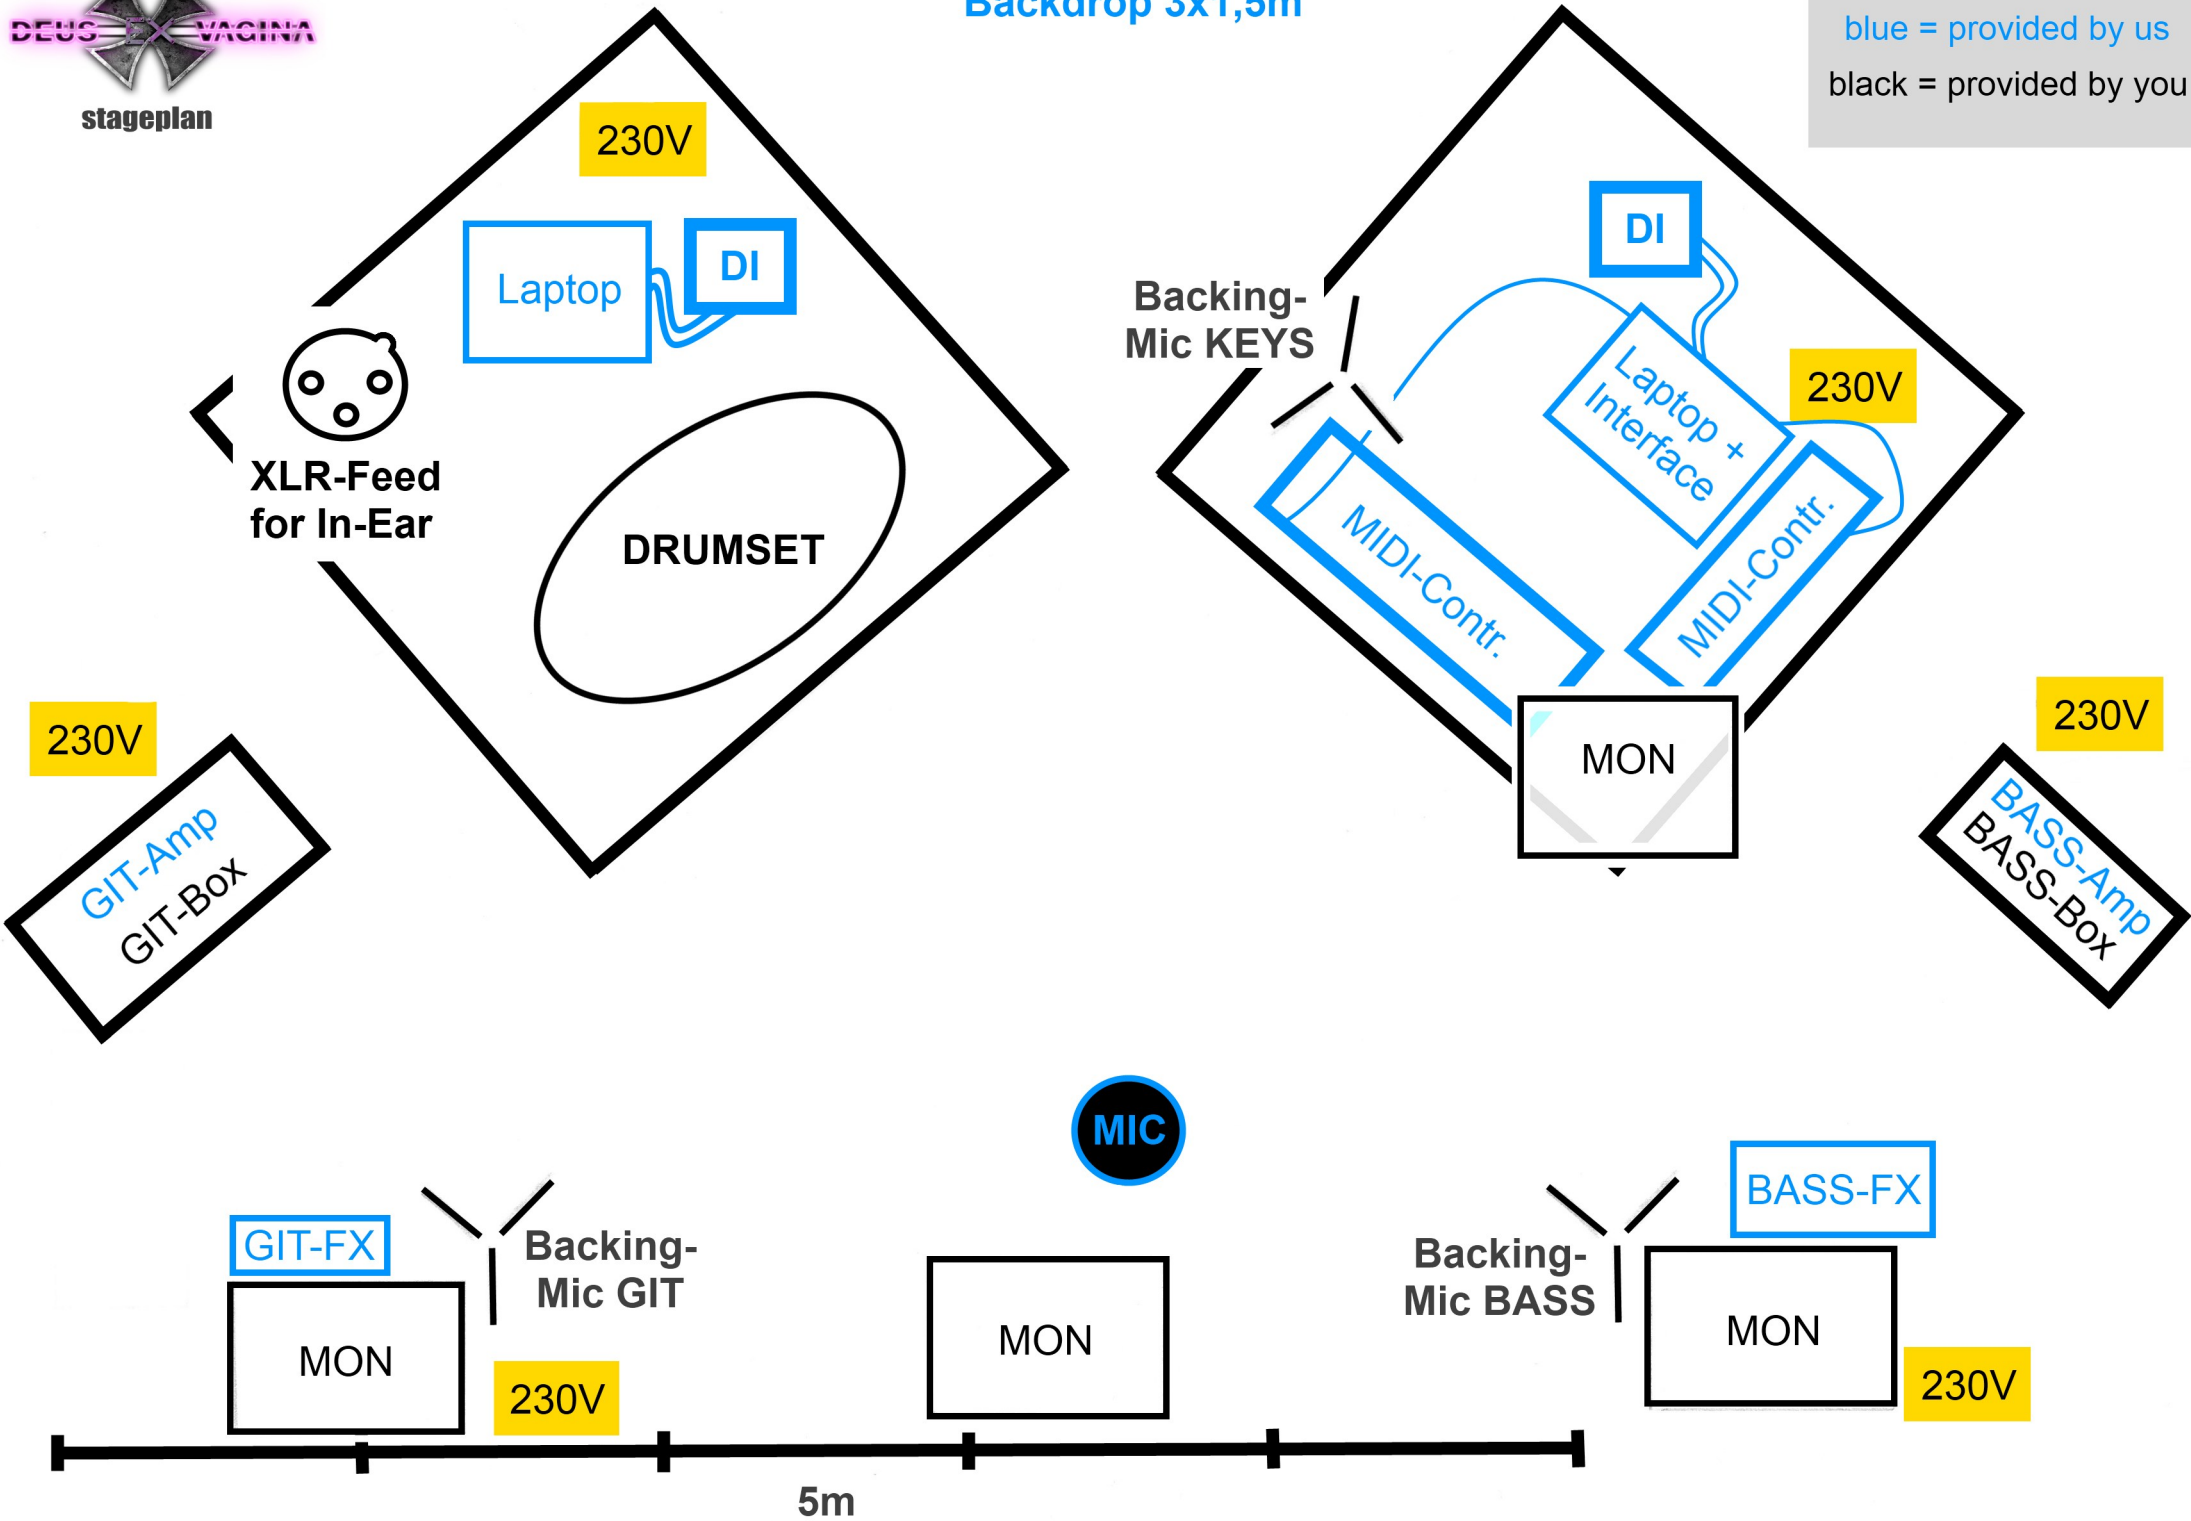 DEUS EX VAGINA
stageplan
Backdrop 3x1,5m
blue = provided by us
black = provided by you
230V
Laptop
DI
XLR-Feed
for In-Ear
DRUMSET
Backing-
Mic KEYS
DI
Laptop +
Interface
230V
MIDI-Contr.
MIDI-Contr.
MON
230V
GIT-Amp
GIT-Box
230V
BASS-Amp
BASS-Box
MIC
GIT-FX
Backing-
Mic GIT
MON
230V
MON
Backing-
Mic BASS
BASS-FX
MON
230V
5m